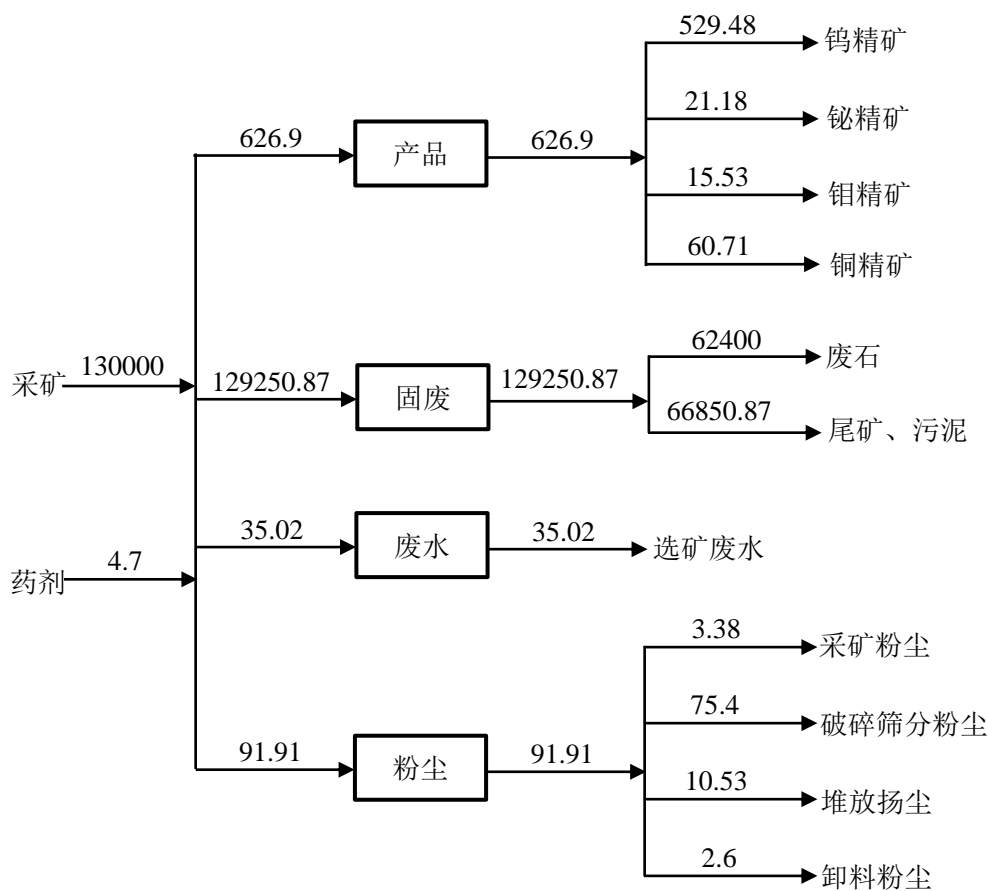 529.48
钨精矿
21.18
铋精矿
626.9
产品
626.9
15.53
钼精矿
60.71
铜精矿
采矿
130000
62400
废石
129250.87
固废
129250.87
66850.87
尾矿、污泥
药剂
4.7
35.02
废水
35.02
选矿废水
3.38
采矿粉尘
75.4
破碎筛分粉尘
91.91
粉尘
91.91
10.53
堆放扬尘
2.6
卸料粉尘